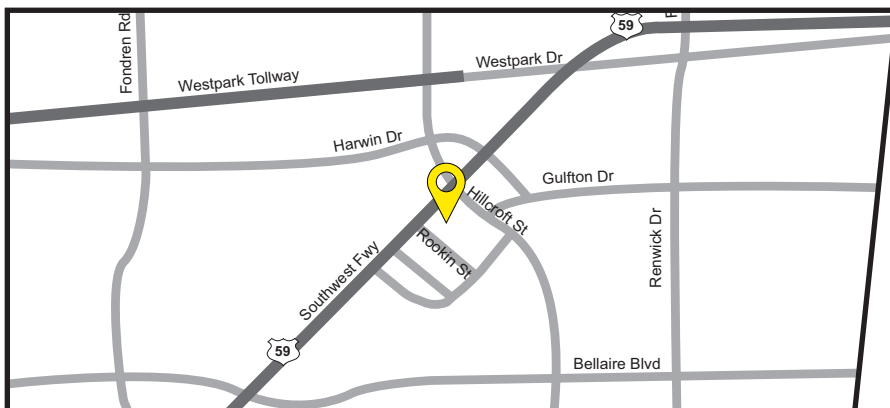 59
Fondren Rd
Westpark Tollway
Westpark Dr
Harwin Dr
Gulfton Dr
Hillcroft St
Rookin St
Renwick Dr
Southwest Fwy
59
Bellaire Blvd